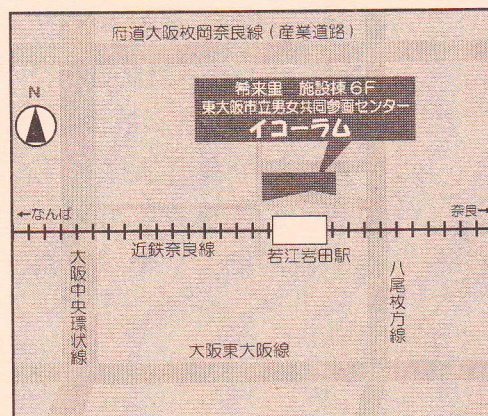 府道大阪枚岡奈良線(産業道路)
N
希来里 施設棟6F
東大阪市立男女共同参画センター
イコーラム
←なんば
奈良→
近鉄奈良線
若江岩田駅
大阪中央環状線
八尾枚方線
大阪東大阪線